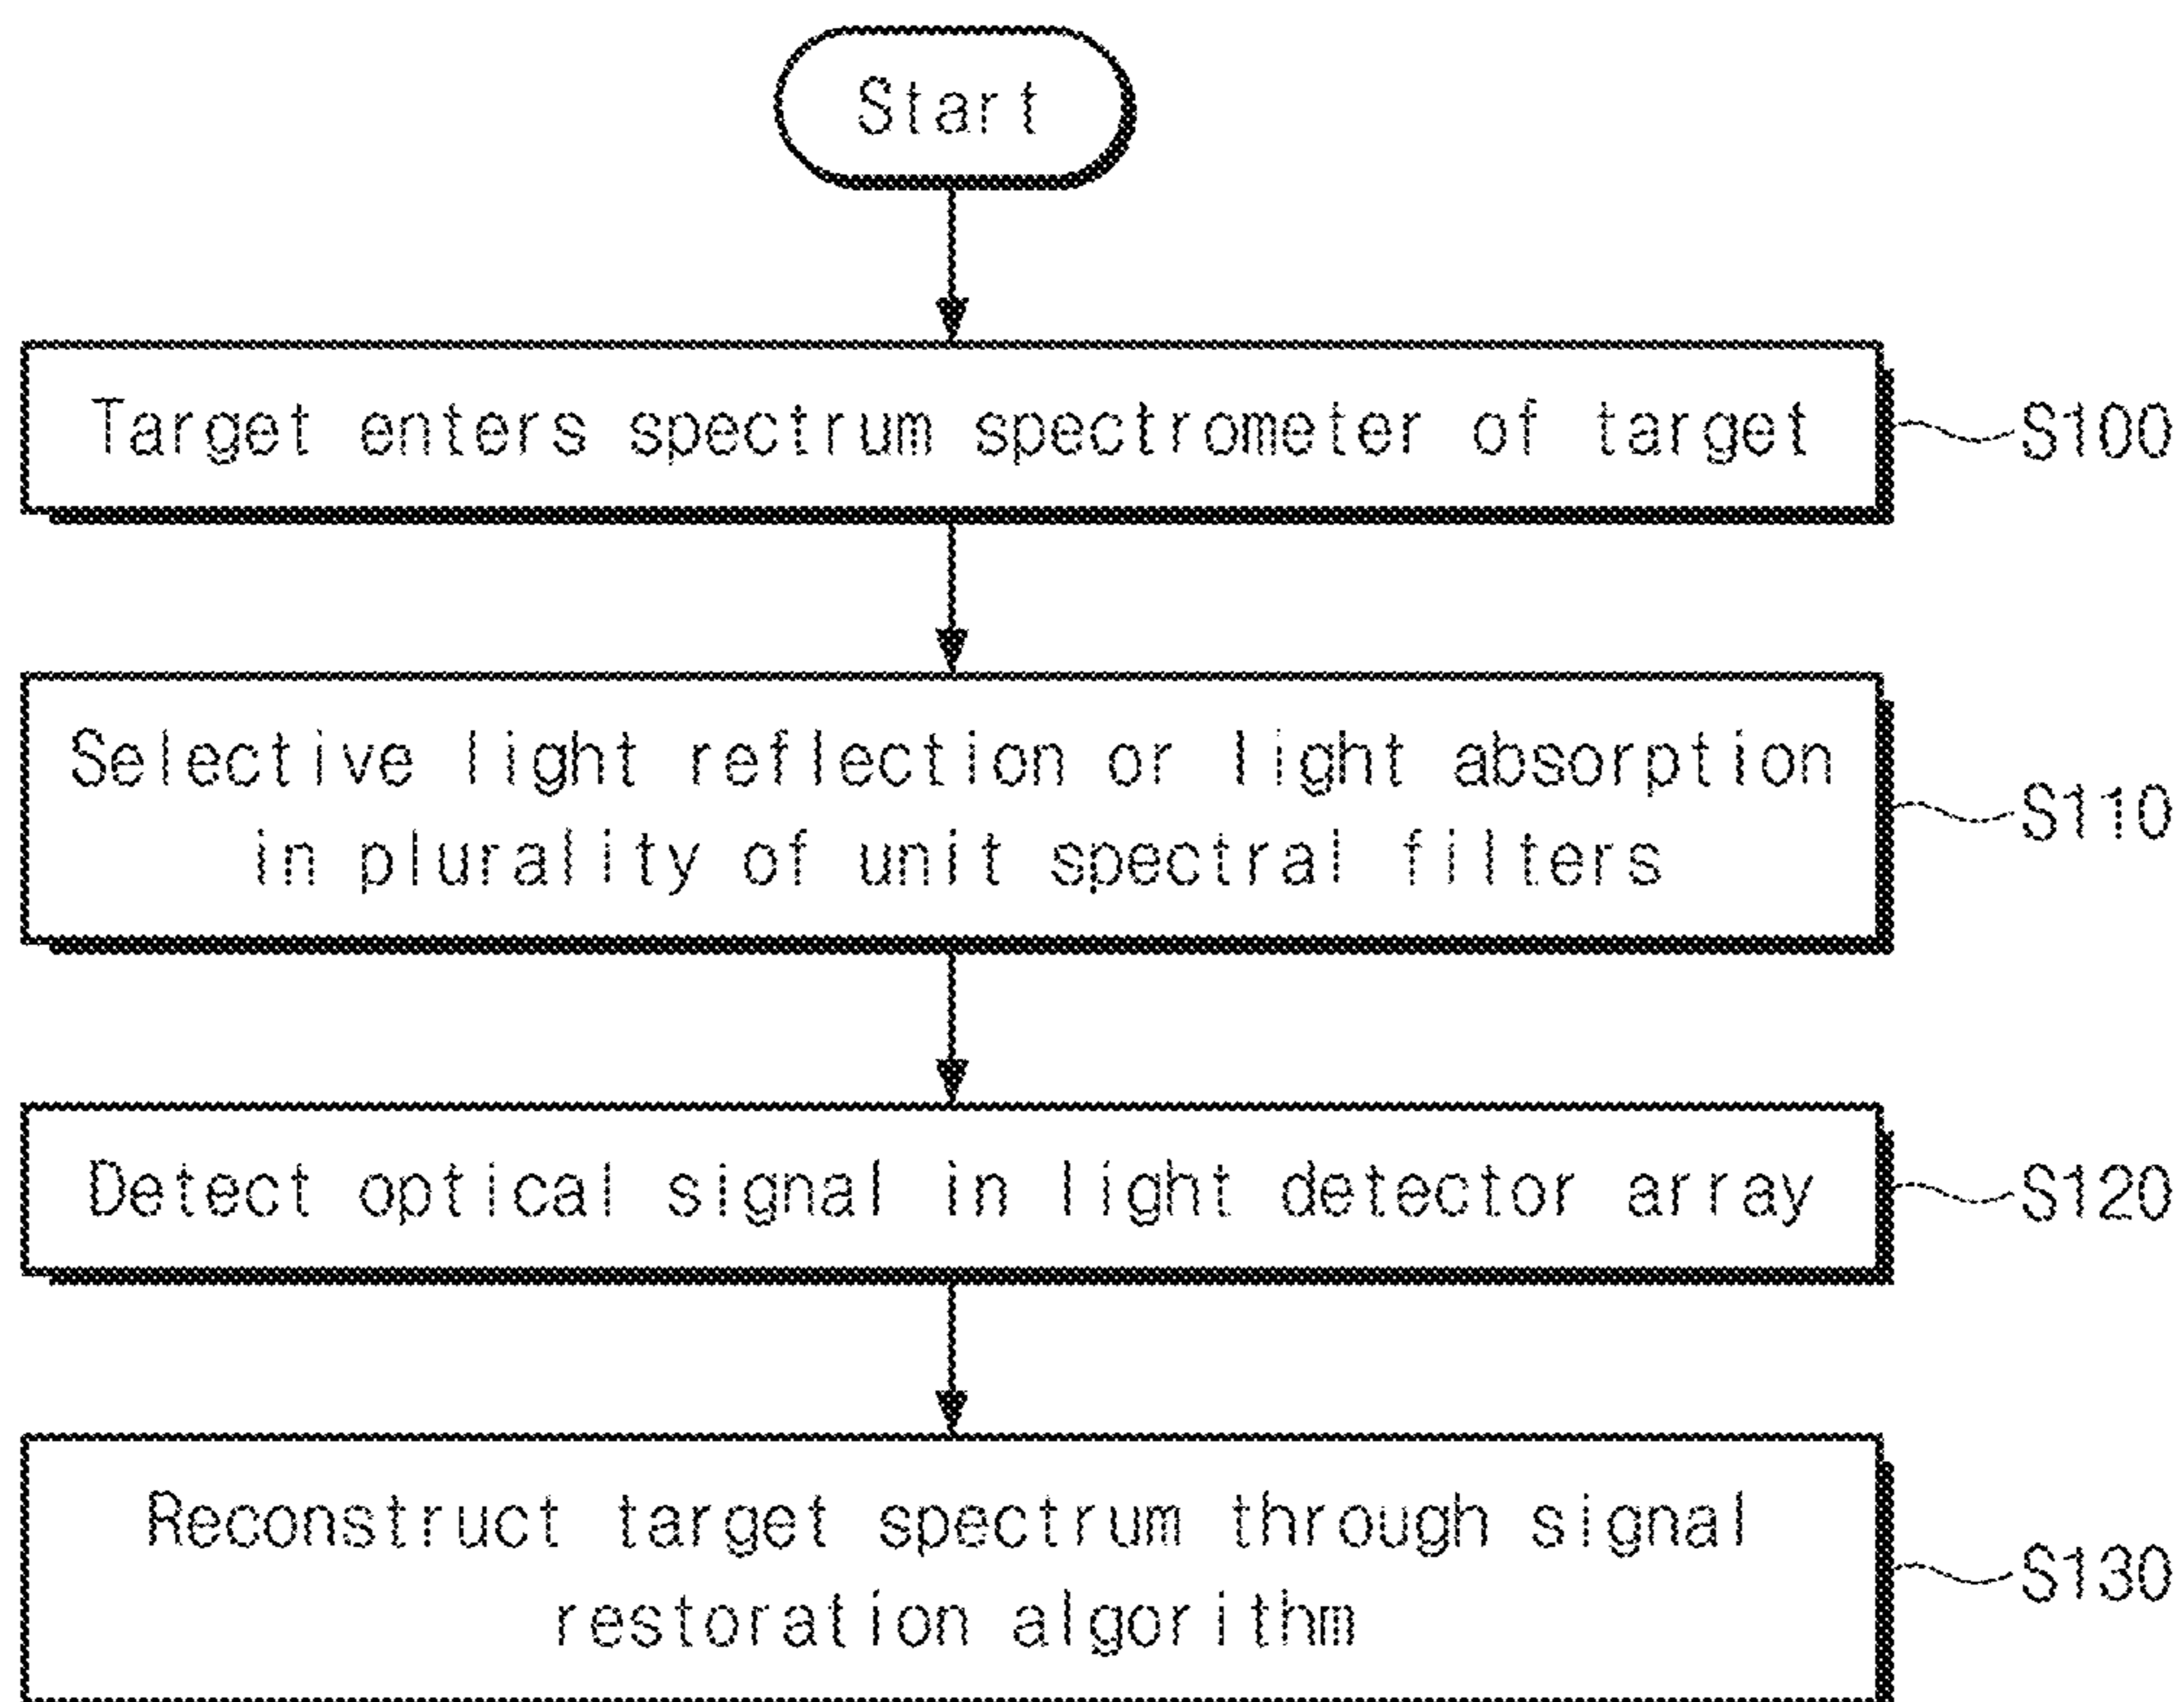 Start
Target enters spectrum spectrometer of target
S100
Selective light reflection or light absorption
in plurality of unit spectral filters
S110
Detect optical signal in light detector array
S120
Reconstruct target spectrum through signal
restoration algorithm
S130